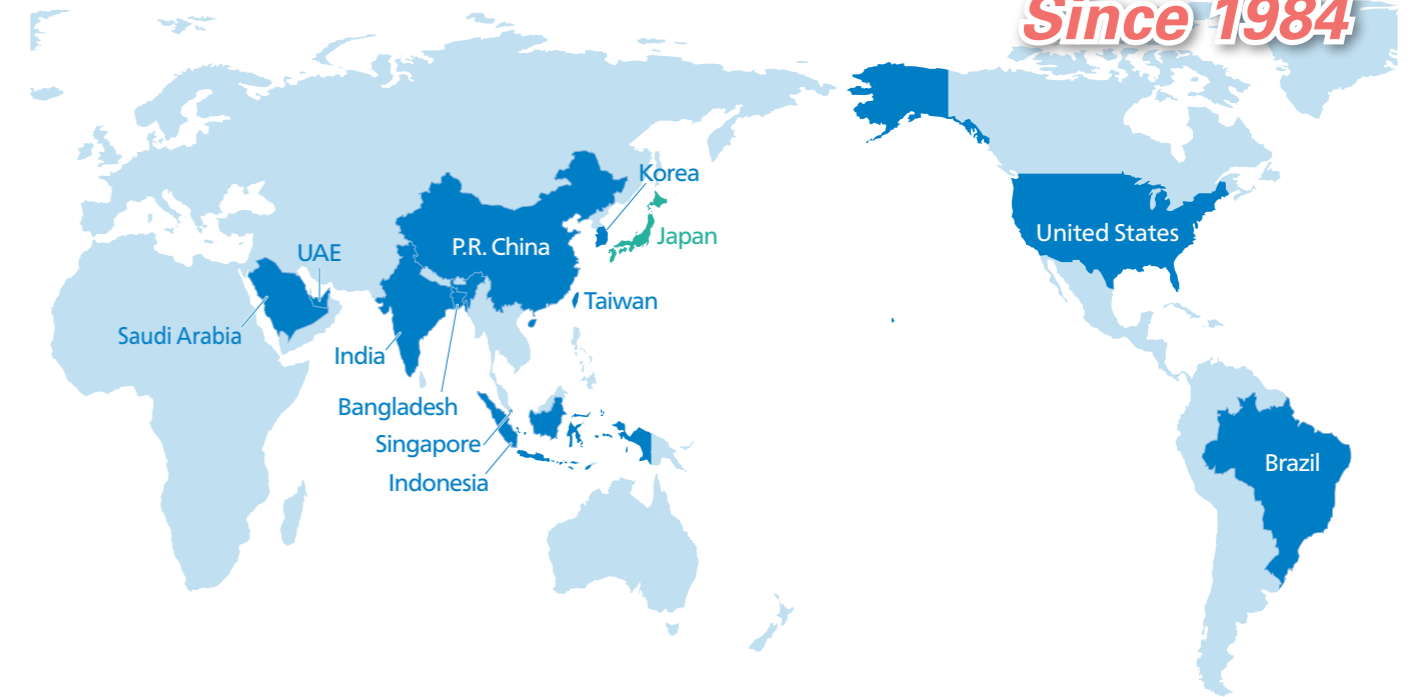 Since 1984
Korea
Japan
P.R. China
UAE
United States
Taiwan
Saudi Arabia
India
Bangladesh
Singapore
Brazil
Indonesia